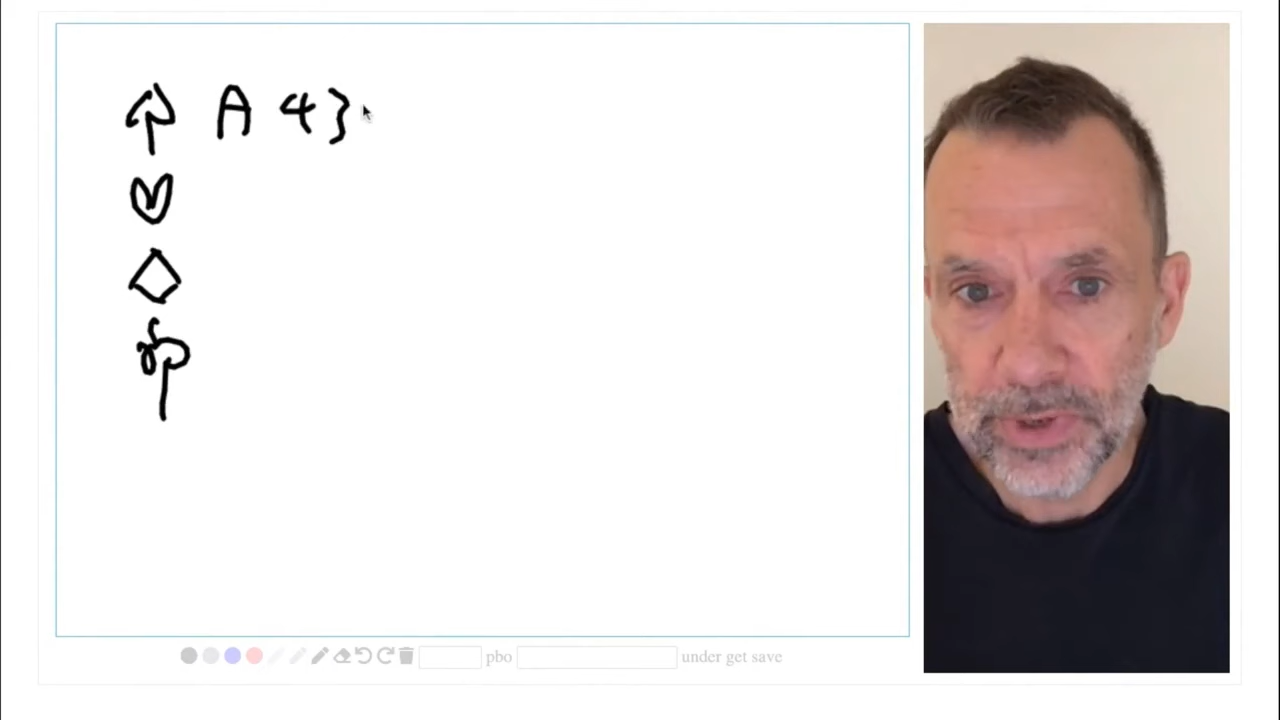 ♤ A 4 3
♡
◇
♧
pbo under get save